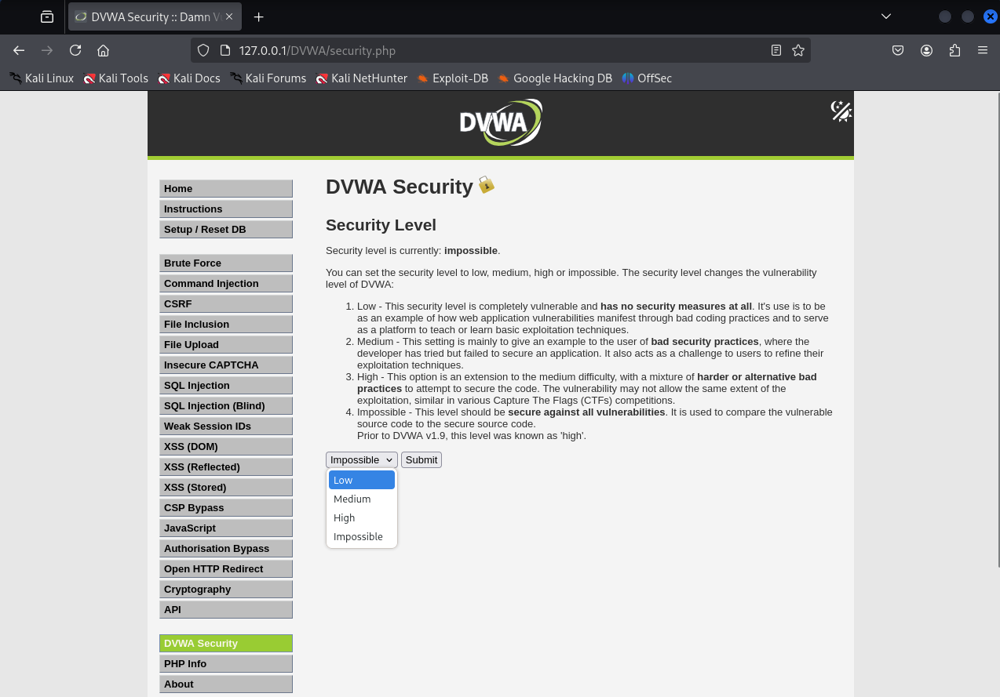 DVWA Security :: Damn Vu
127.0.0.1/DVWA/security.php
Kali Linux Kali Tools Kali Docs Kali Forums Kali NetHunter Exploit-DB Google Hacking DB OffSec
DVWA
Home
Instructions
Setup / Reset DB
Brute Force
Command Injection
CSRF
File Inclusion
File Upload
Insecure CAPTCHA
SQL Injection
SQL Injection (Blind)
Weak Session IDs
XSS (DOM)
XSS (Reflected)
XSS (Stored)
CSP Bypass
JavaScript
Authorisation Bypass
Open HTTP Redirect
Cryptography
API
DVWA Security
PHP Info
About
DVWA Security
Security Level
Security level is currently: impossible.
You can set the security level to low, medium, high or impossible. The security level changes the vulnerability
level of DVWA:
1. Low - This security level is completely vulnerable and has no security measures at all. It's use is to be
as an example of how web application vulnerabilities manifest through bad coding practices and to serve
as a platform to teach or learn basic exploitation techniques.
2. Medium - This setting is mainly to give an example to the user of bad security practices, where the
developer has tried but failed to secure an application. It also acts as a challenge to users to refine their
exploitation techniques.
3. High - This option is an extension to the medium difficulty, with a mixture of harder or alternative bad
practices to attempt to secure the code. The vulnerability may not allow the same extent of the
exploitation, similar in various Capture The Flags (CTFs) competitions.
4. Impossible - This level should be secure against all vulnerabilities. It is used to compare the vulnerable
source code to the secure source code.
Prior to DVWA v1.9, this level was known as 'high'.
Impossible Submit
Low
Medium
High
Impossible